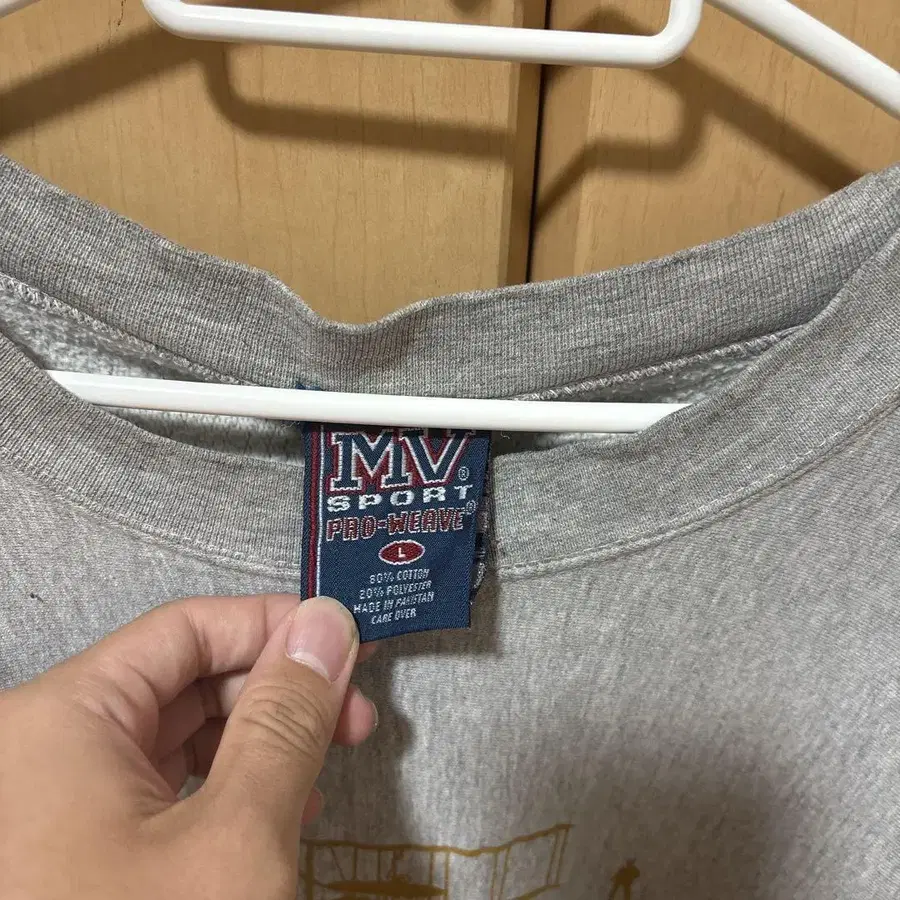 MV®
SPORT
PRO-WEAVE®
L
80% COTTON
20% POLYESTER
MADE IN PAKISTAN
CARE OVER